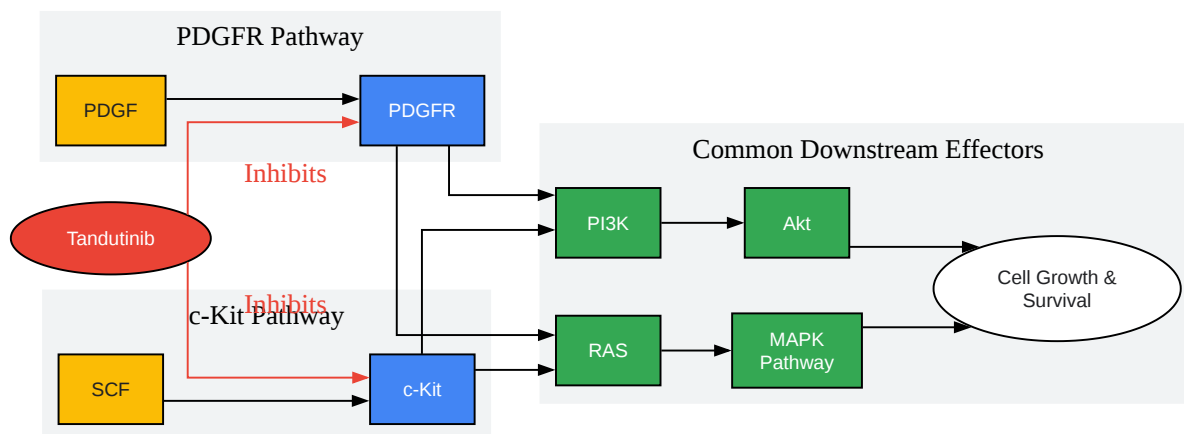 PDGFR Pathway
PDGF
PDGFR
Inhibits
Common Downstream Effectors
Tandutinib
PI3K
Akt
Cell Growth &
Survival
Inhibits
c-Kit Pathway
RAS
MAPK
Pathway
SCF
c-Kit